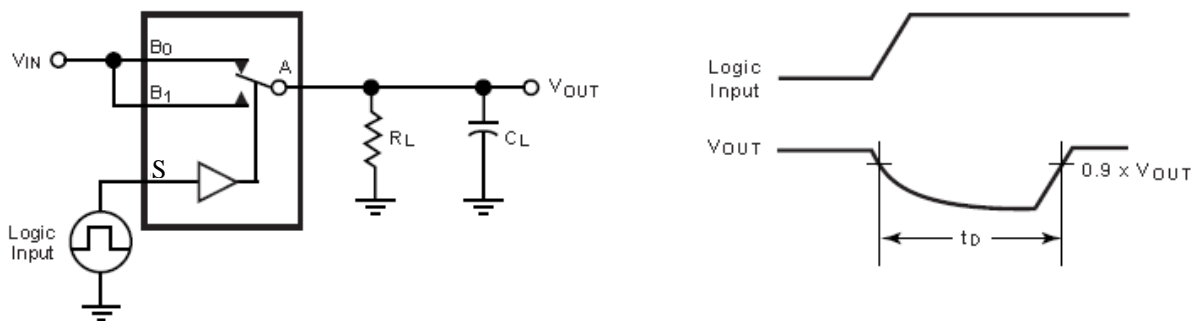 VIN
B0
A
B1
VOUT
RL
CL
S
Logic
Input
Logic
Input
VOUT
0.9 x VOUT
tD